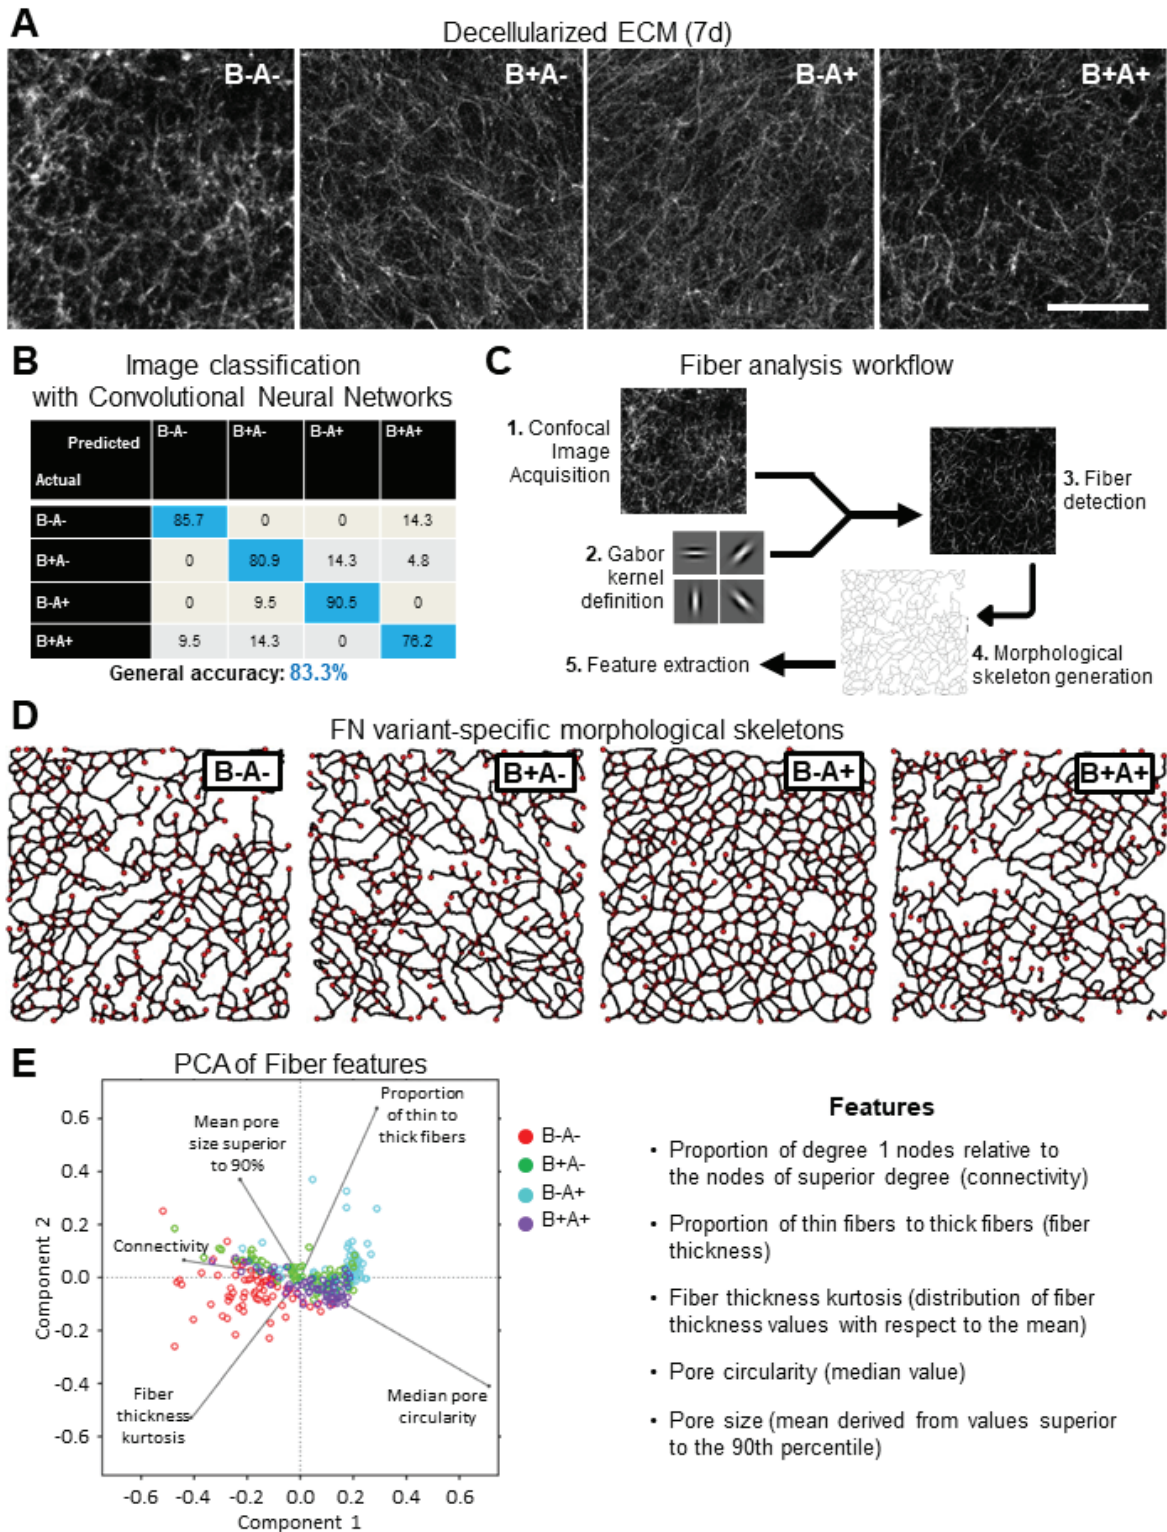 A
Decellularized ECM (7d)
B-A-
B+A-
B-A+
B+A+
B
Image classification
with Convolutional Neural Networks
Predicted
Actual
B-A-
B+A-
B-A+
B+A+
B-A- 85.7 0 0 14.3
B+A- 0 80.9 14.3 4.8
B-A+ 0 9.5 90.5 0
B+A+ 9.5 14.3 0 76.2
General accuracy: 83.3%
C
Fiber analysis workflow
1. Confocal
Image
Acquisition
2. Gabor
kernel
definition
3. Fiber
detection
4. Morphological
skeleton generation
5. Feature extraction
D
FN variant-specific morphological skeletons
B-A-
B+A-
B-A+
B+A+
E
PCA of Fiber features
Component 2
0.6
0.4
0.2
0.0
-0.2
-0.4
-0.6
-0.6 -0.4 -0.2 0.0 0.2 0.4 0.6
Component 1
Mean pore
size superior
to 90%
Proportion
of thin to
thick fibers
Connectivity
Fiber
thickness
kurtosis
Median pore
circularity
B-A-
B+A-
B-A+
B+A+
Features
• Proportion of degree 1 nodes relative to
the nodes of superior degree (connectivity)
• Proportion of thin fibers to thick fibers (fiber
thickness)
• Fiber thickness kurtosis (distribution of fiber
thickness values with respect to the mean)
• Pore circularity (median value)
• Pore size (mean derived from values superior
to the 90th percentile)